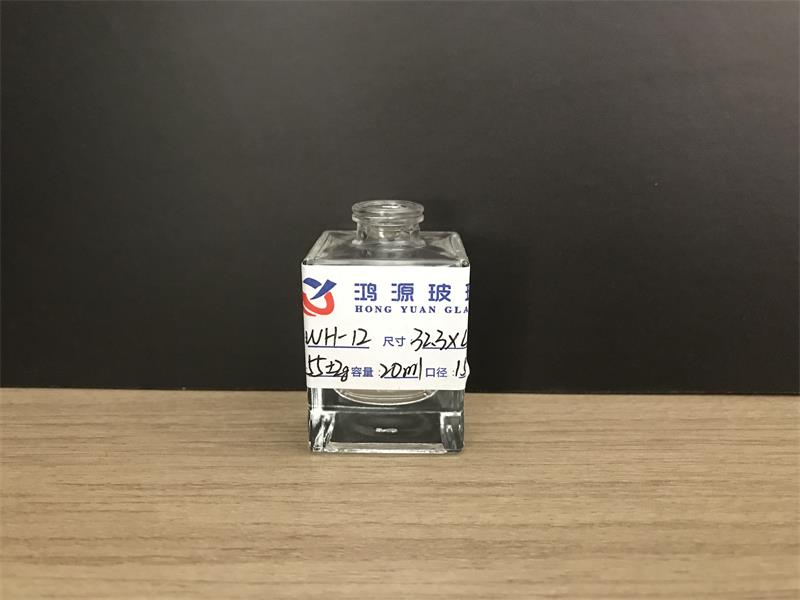 鸿源玻
HONG YUAN GLA
WH-12 尺寸 32.3X
55±2g 容量: 20ml 口径: 15